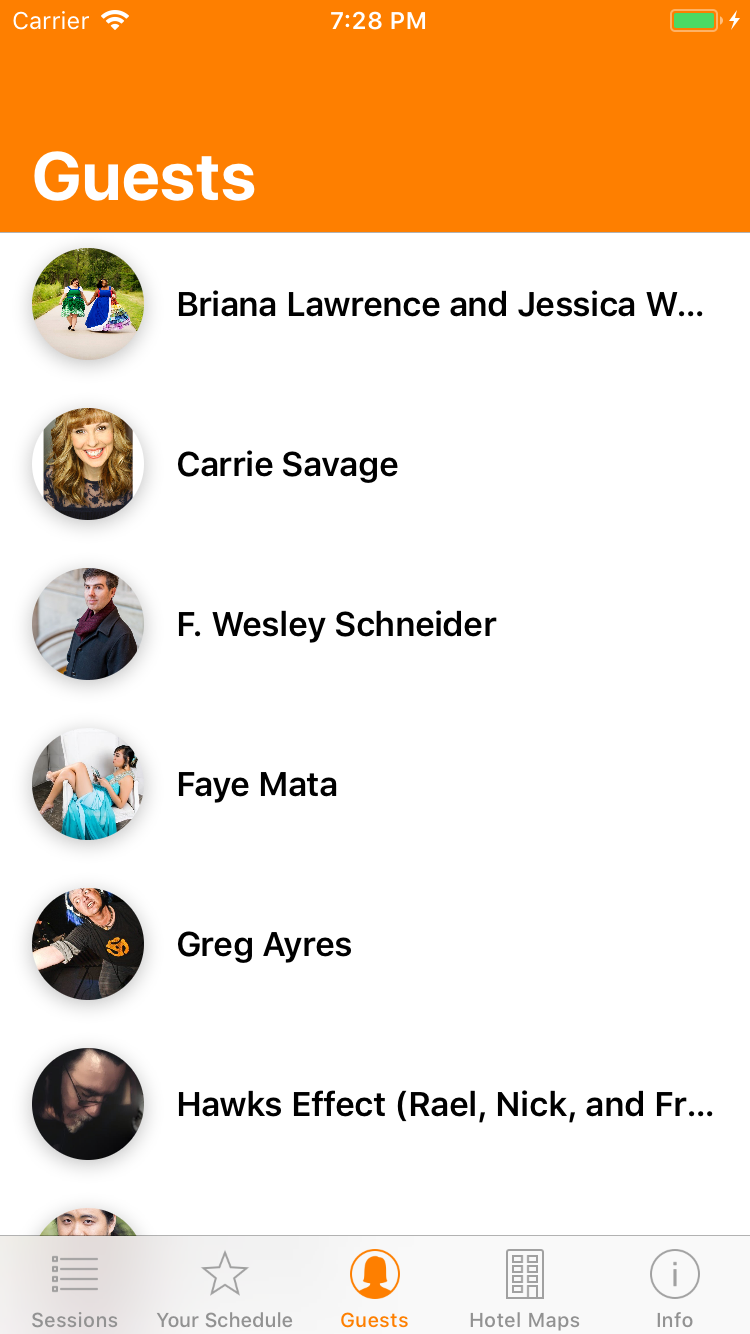 Carrier 7:28 PM
Guests
Briana Lawrence and Jessica W...
Carrie Savage
F. Wesley Schneider
Faye Mata
Greg Ayres
Hawks Effect (Rael, Nick, and Fr...
Sessions Your Schedule Guests Hotel Maps Info